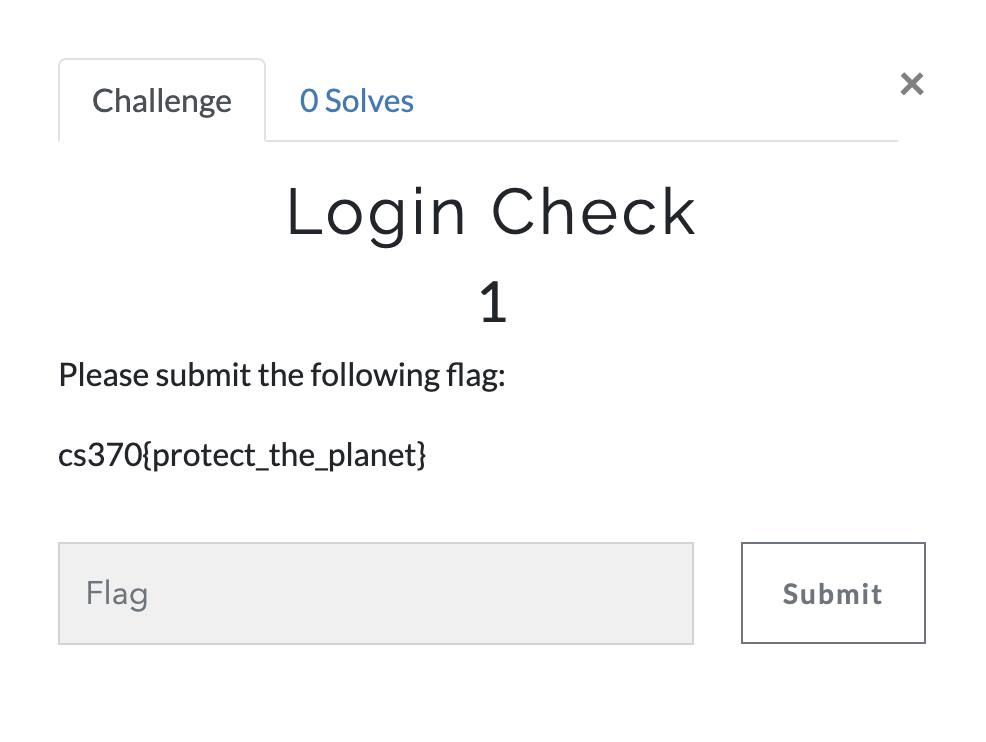 Challenge
0 Solves
×
Login Check
1
Please submit the following flag:
cs370{protect_the_planet}
Flag
Submit